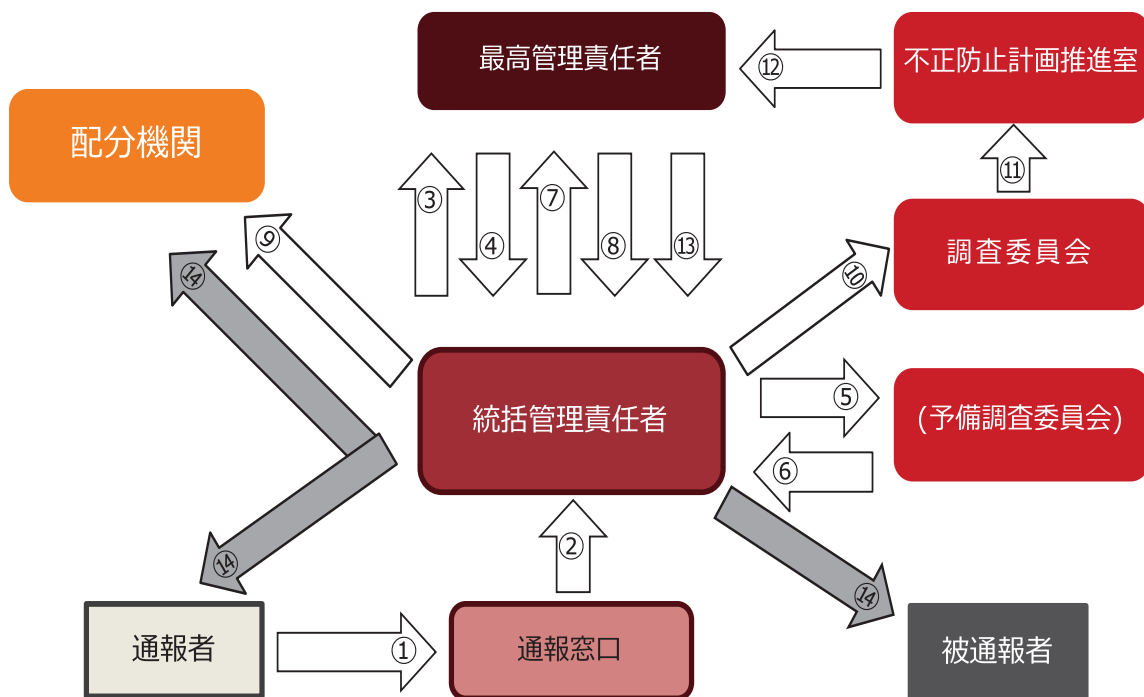 最高管理責任者
⑫
不正防止計画推進室
配分機関
③
④
⑦
⑧
⑬
⑪
⑨
⑭
⑩
調査委員会
統括管理責任者
⑤
(予備調査委員会)
⑥
②
⑭
⑭
通報者
①
通報窓口
被通報者